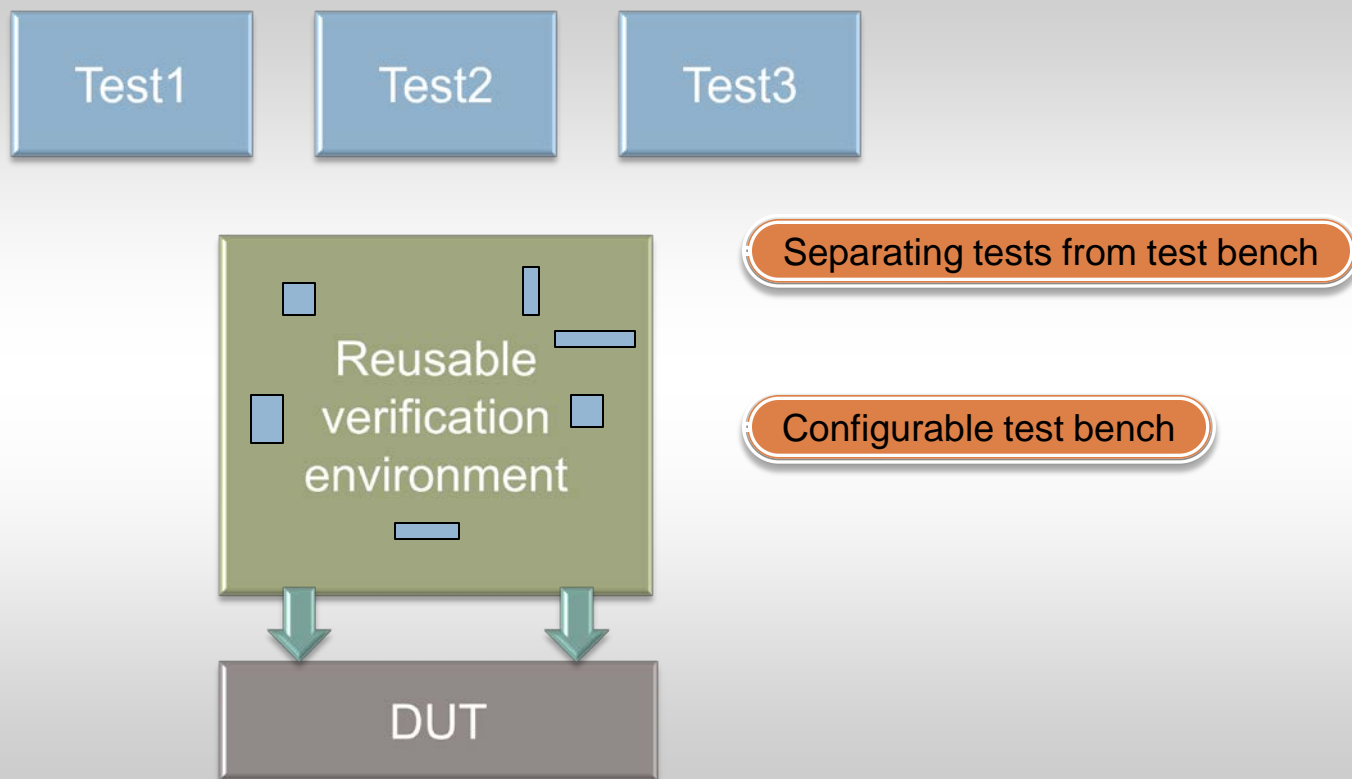 Test1
Test2
Test3
Separating tests from test bench
Reusable
verification
environment
Configurable test bench
DUT